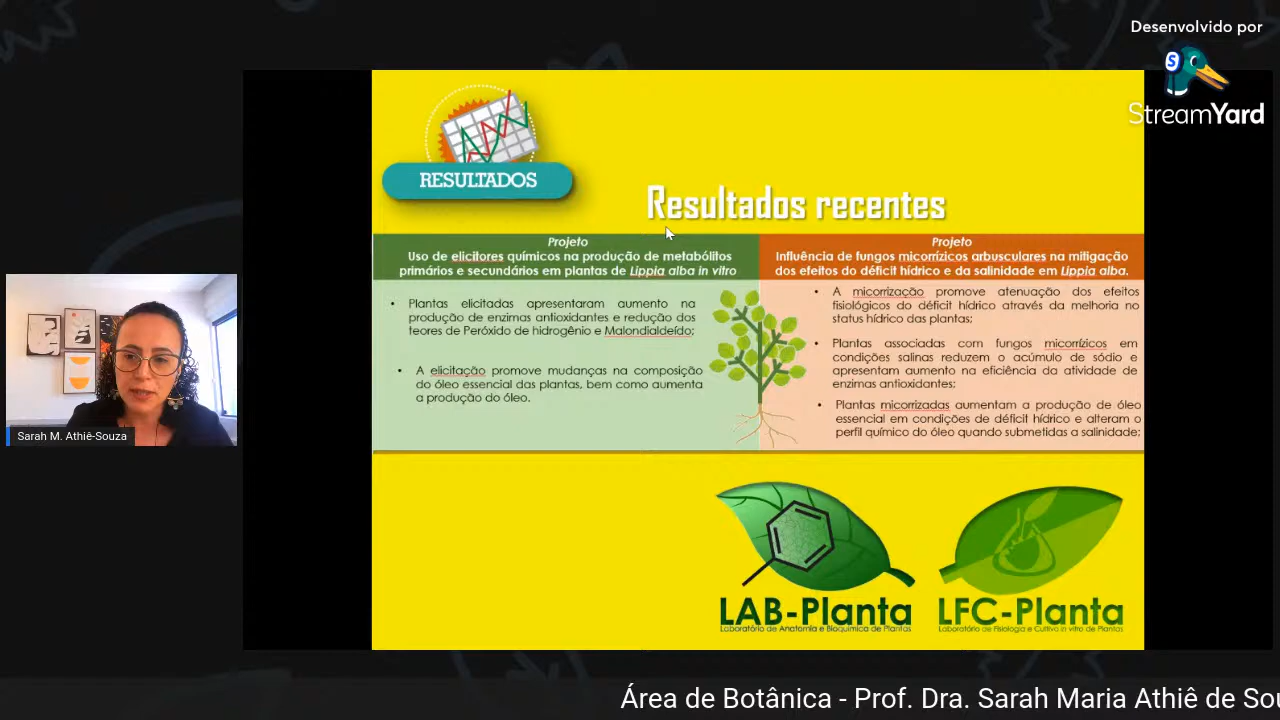 Desenvolvido por
StreamYard
RESULTADOS
Resultados recentes
Projeto
Uso de elicitores químicos na produção de metabólitos
primários e secundários em plantas de Lippia alba in vitro
Projeto
Influência de fungos micorrízicos arbusculares na mitigação
dos efeitos do déficit hídrico e da salinidade em Lippia alba.
• Plantas elicitadas apresentaram aumento na
produção de enzimas antioxidantes e redução dos
teores de Peróxido de hidrogênio e Malondialdeído;
• A elicitação promove mudanças na composição
do óleo essencial das plantas, bem como aumenta
a produção do óleo.
• A micorrização promove atenuação dos efeitos
fisiológicos do déficit hídrico através da melhoria no
status hídrico das plantas;
• Plantas associadas com fungos micorrízicos em
condições salinas reduzem o acúmulo de sódio e
apresentam aumento na eficiência da atividade de
enzimas antioxidantes;
• Plantas micorrizadas aumentam a produção de óleo
essencial em condições de déficit hídrico e alteram o
perfil químico do óleo quando submetidas a salinidade;
Sarah M. Athiê-Souza
LAB-Planta
Laboratório de Anatomia e Bioquímica de Plantas
LFC-Planta
Laboratório de Fisiologia e Cultivo in vitro de Plantas
Área de Botânica - Prof. Dra. Sarah Maria Athiê de Sou